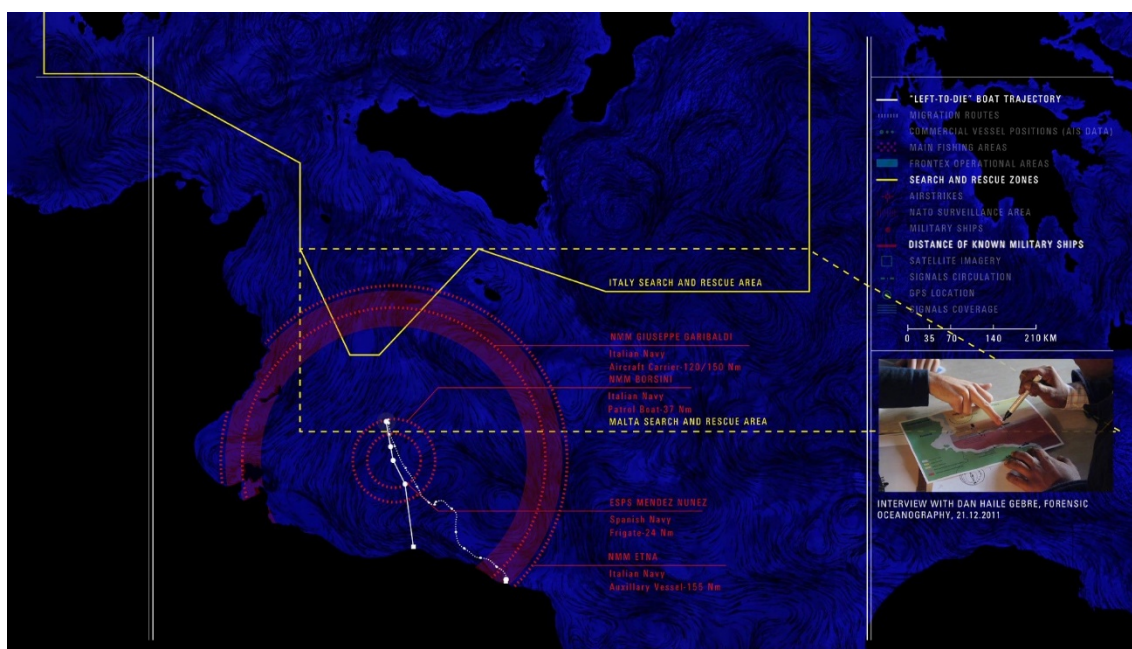 "LEFT-TO-DIE" BOAT TRAJECTORY
MIGRATION ROUTES
COMMERCIAL VESSEL POSITIONS (AIS DATA)
MAIN FISHING AREAS
FRONTEX OPERATIONAL AREAS
SEARCH AND RESCUE ZONES
AIRSTRIKES
NATO SURVEILLANCE AREA
MILITARY SHIPS
DISTANCE OF KNOWN MILITARY SHIPS
SATELLITE IMAGERY
SIGNALS CIRCULATION
GPS LOCATION
SIGNALS COVERAGE
0 35 70 140 210 KM
ITALY SEARCH AND RESCUE AREA
NMM GIUSEPPE GARIBALDI
Italian Navy
Aircraft Carrier-120/150 Nm
NMM BORSINI
Italian Navy
Patrol Boat-37 Nm
MALTA SEARCH AND RESCUE AREA
ESPS MENDEZ NUNEZ
Spanish Navy
Frigate-24 Nm
NMM ETNA
Italian Navy
Auxillary Vessel-155 Nm
INTERVIEW WITH DAN HAILE GEBRE, FORENSIC
OCEANOGRAPHY, 21.12.2011